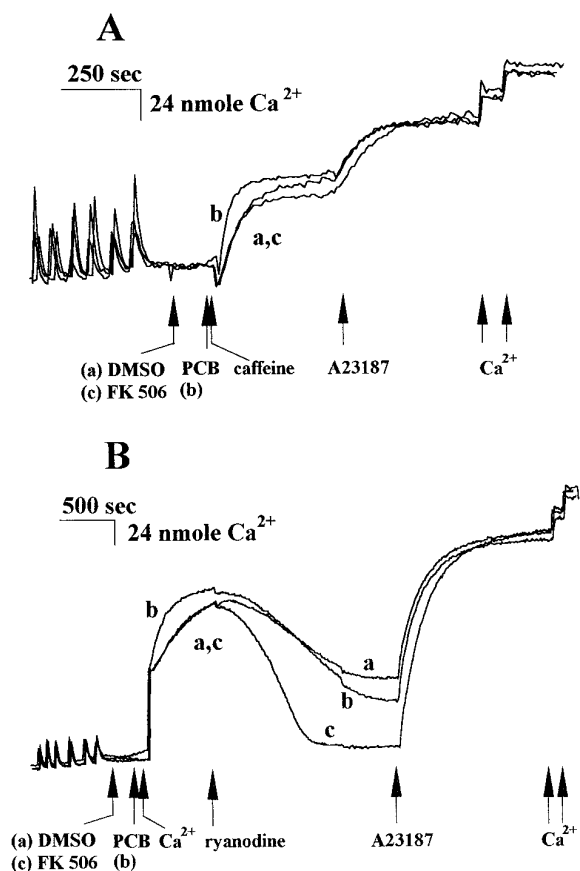 A
250 sec
24 nmole Ca²⁺
b
a,c
(a) DMSO PCB caffeine A23187 Ca²⁺
(c) FK 506 (b)
B
500 sec
24 nmole Ca²⁺
b
a,c
a
b
c
(a) DMSO PCB Ca²⁺ ryanodine A23187 Ca²⁺
(c) FK 506 (b)